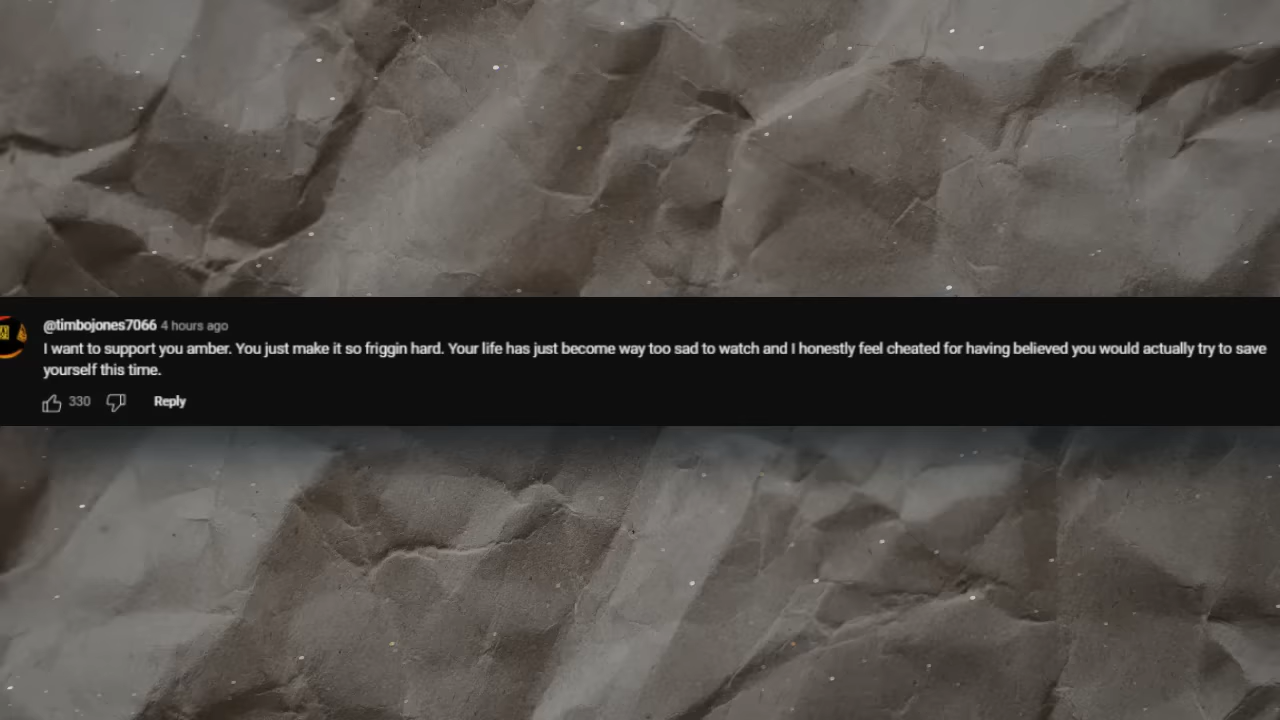 @timbojones7066 4 hours ago
I want to support you amber. You just make it so friggin hard. Your life has just become way too sad to watch and I honestly feel cheated for having believed you would actually try to save
yourself this time.
330 Reply